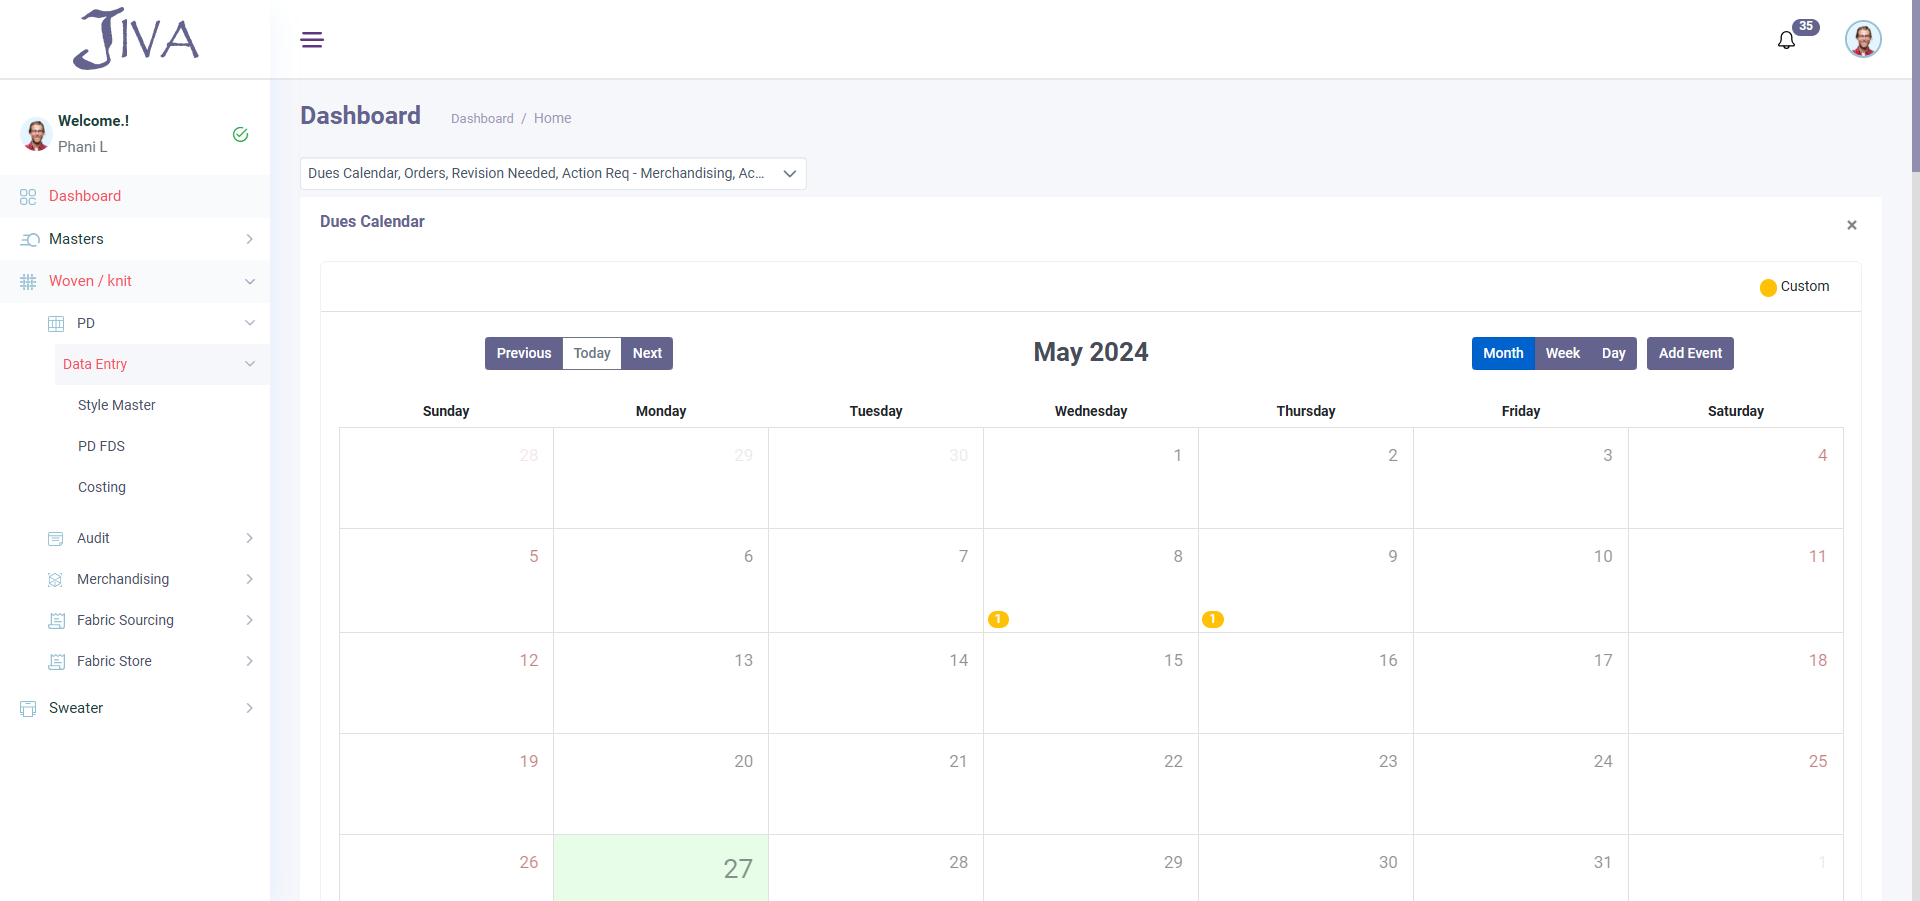 JIVA
35
Welcome.!
Phani L
Dashboard
Masters
Woven / knit
PD
Data Entry
Style Master
PD FDS
Costing
Audit
Merchandising
Fabric Sourcing
Fabric Store
Sweater
Dashboard
Dashboard / Home
Dues Calendar, Orders, Revision Needed, Action Req - Merchandising, Ac...
Dues Calendar
×
Custom
Previous Today Next
May 2024
Month Week Day Add Event
Sunday Monday Tuesday Wednesday Thursday Friday Saturday
28 29 30 1 2 3 4
5 6 7 8 9 10 11
1 1
12 13 14 15 16 17 18
19 20 21 22 23 24 25
26 27 28 29 30 31 1